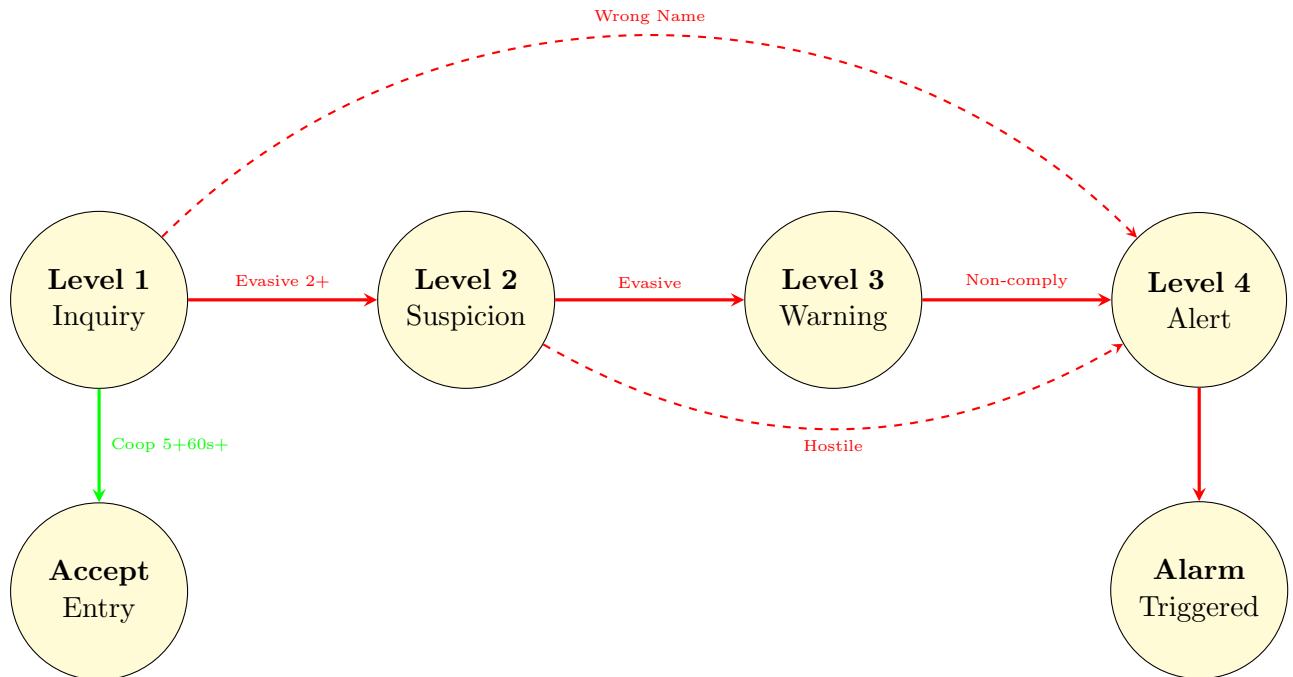 Wrong Name
Level 1
Inquiry
Evasive 2+
Level 2
Suspicion
Evasive
Level 3
Warning
Non-comply
Level 4
Alert
Coop 5+60s+
Hostile
Accept
Entry
Alarm
Triggered